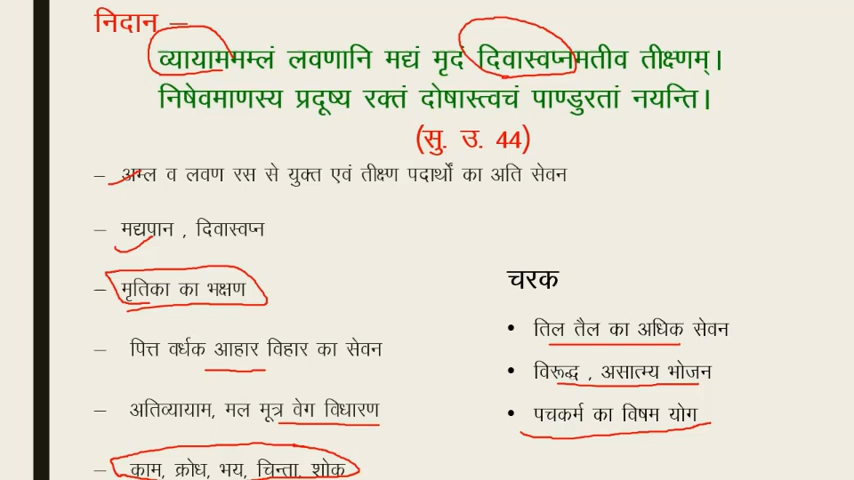 निदान –
व्यायाममम्लं लवणानि मद्यं मृदं दिवास्वप्नमतीव तीक्ष्णम्।
निषेवमाणस्य प्रदूष्य रक्तं दोषास्त्वचं पाण्डुरतां नयन्ति।
(सु. उ. 44)
– अम्ल व लवण रस से युक्त एवं तीक्ष्ण पदार्थों का अति सेवन
– मद्यपान , दिवास्वप्न
– मृतिका का भक्षण
– पित्त वर्धक आहार विहार का सेवन
– अतिव्यायाम, मल मूत्र वेग विधारण
– काम, क्रोध, भय, चिन्ता, शोक
चरक
• तिल तैल का अधिक सेवन
• विरूद्ध , असात्म्य भोजन
• पचकर्म का विषम योग